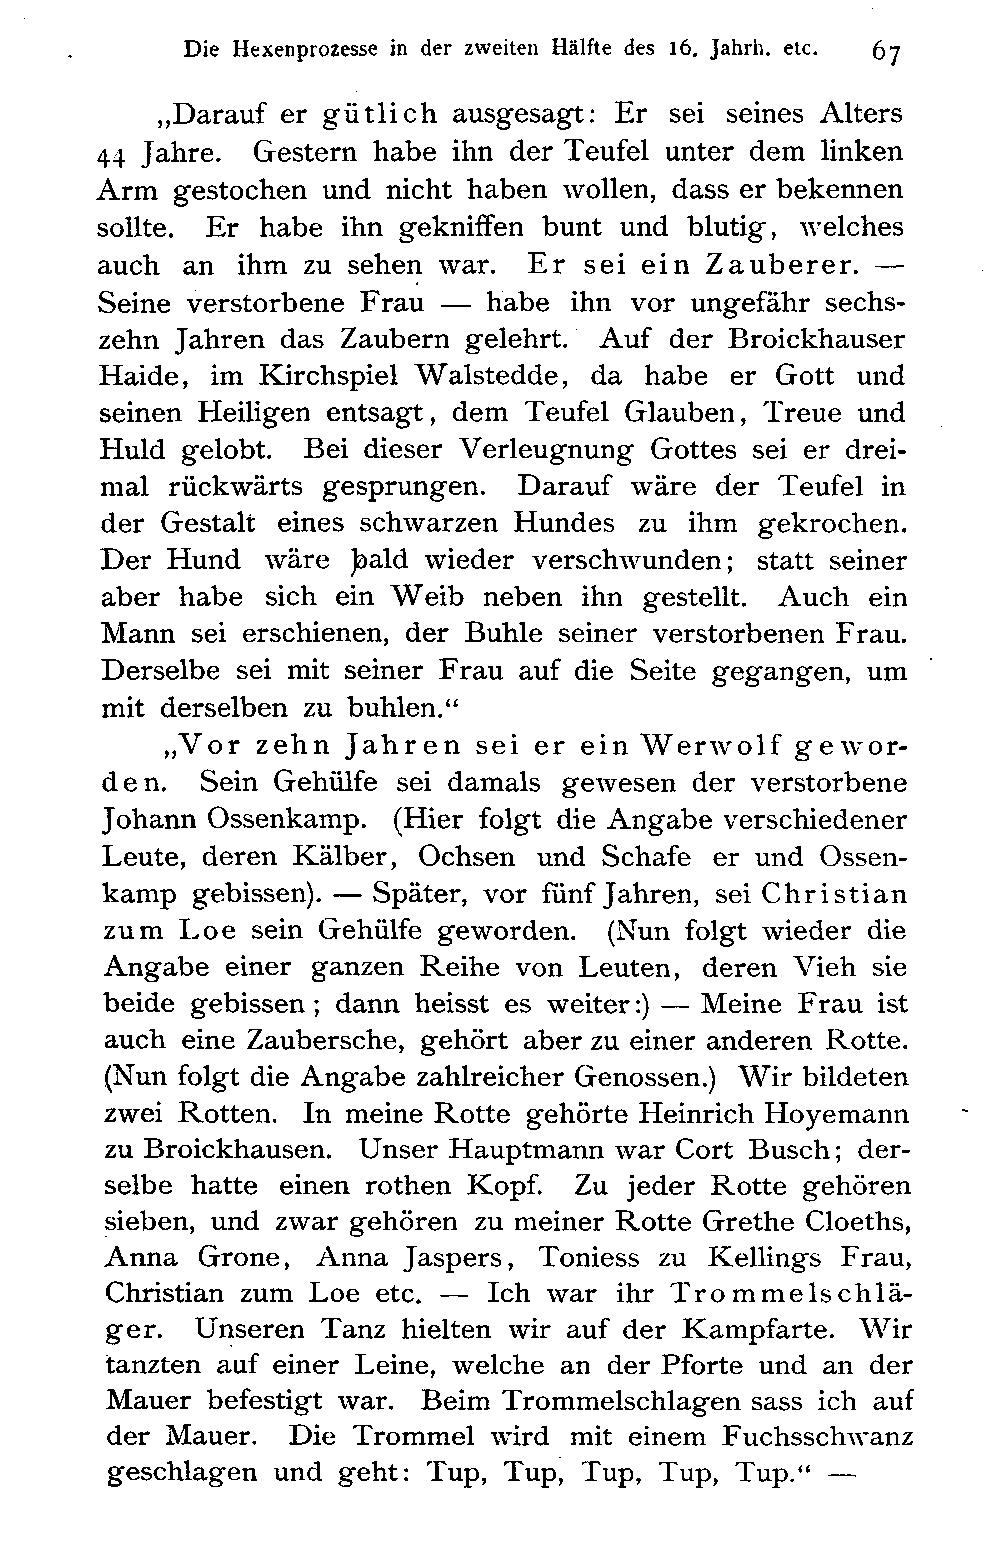 Die Hexenprozesse in der zweiten Hälfte des 16. Jahrh. etc. 67
„Darauf er gütlich ausgesagt: Er sei seines Alters
44 Jahre. Gestern habe ihn der Teufel unter dem linken
Arm gestochen und nicht haben wollen, dass er bekennen
sollte. Er habe ihn gekniffen bunt und blutig, welches
auch an ihm zu sehen war. Er sei ein Zauberer. —
Seine verstorbene Frau — habe ihn vor ungefähr sechs-
zehn Jahren das Zaubern gelehrt. Auf der Broickhauser
Haide, im Kirchspiel Walstedde, da habe er Gott und
seinen Heiligen entsagt, dem Teufel Glauben, Treue und
Huld gelobt. Bei dieser Verleugnung Gottes sei er drei-
mal rückwärts gesprungen. Darauf wäre der Teufel in
der Gestalt eines schwarzen Hundes zu ihm gekrochen.
Der Hund wäre bald wieder verschwunden; statt seiner
aber habe sich ein Weib neben ihn gestellt. Auch ein
Mann sei erschienen, der Buhle seiner verstorbenen Frau.
Derselbe sei mit seiner Frau auf die Seite gegangen, um
mit derselben zu buhlen.“
„Vor zehn Jahren sei er ein Werwolf gewor-
den. Sein Gehülfe sei damals gewesen der verstorbene
Johann Ossenkamp. (Hier folgt die Angabe verschiedener
Leute, deren Kälber, Ochsen und Schafe er und Ossen-
kamp gebissen). — Später, vor fünf Jahren, sei Christian
zum Loe sein Gehülfe geworden. (Nun folgt wieder die
Angabe einer ganzen Reihe von Leuten, deren Vieh sie
beide gebissen; dann heisst es weiter:) — Meine Frau ist
auch eine Zaubersche, gehört aber zu einer anderen Rotte.
(Nun folgt die Angabe zahlreicher Genossen.) Wir bildeten
zwei Rotten. In meine Rotte gehörte Heinrich Hoyemann
zu Broickhausen. Unser Hauptmann war Cort Busch; der-
selbe hatte einen rothen Kopf. Zu jeder Rotte gehören
sieben, und zwar gehören zu meiner Rotte Grethe Cloeths,
Anna Grone, Anna Jaspers, Toniess zu Kellings Frau,
Christian zum Loe etc. — Ich war ihr Trommelschlä-
ger. Unseren Tanz hielten wir auf der Kampfarte. Wir
tanzten auf einer Leine, welche an der Pforte und an der
Mauer befestigt war. Beim Trommelschlagen sass ich auf
der Mauer. Die Trommel wird mit einem Fuchsschwanz
geschlagen und geht: Tup, Tup, Tup, Tup, Tup.“ —